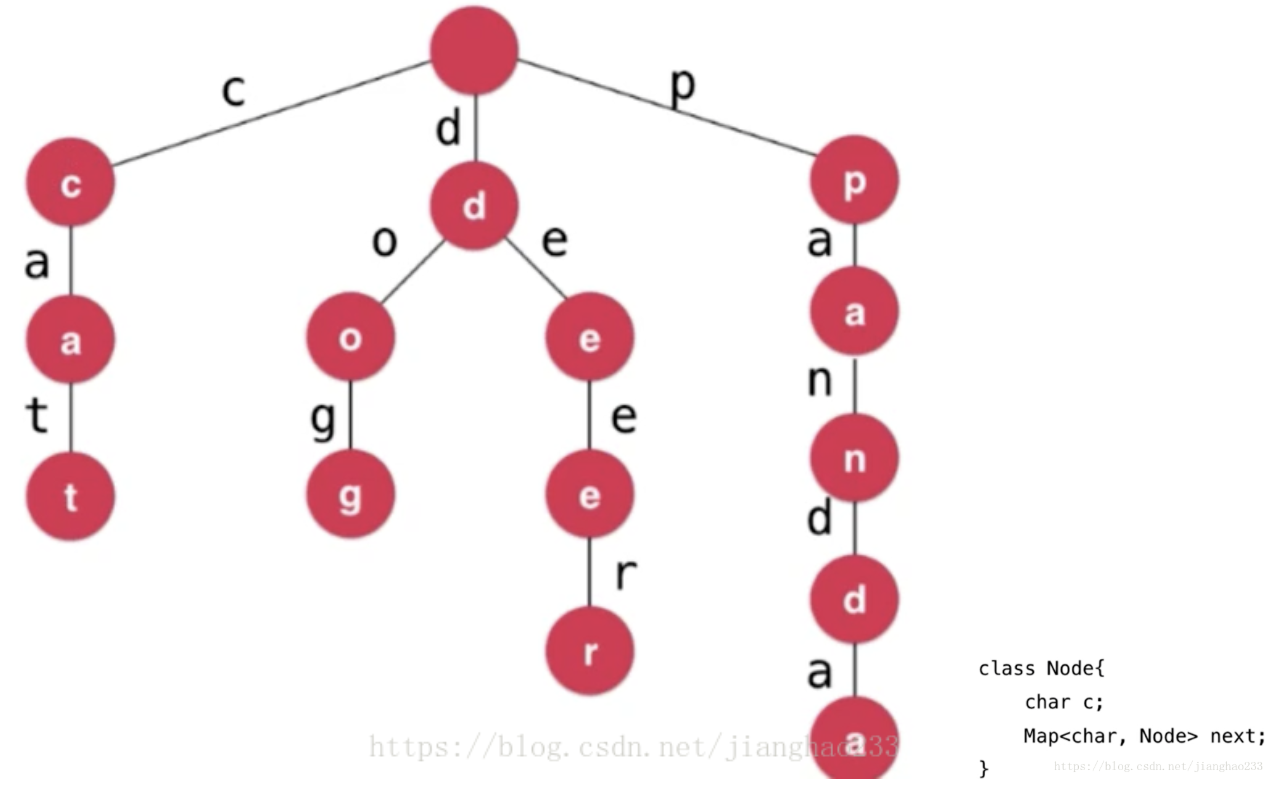 c
d
p
c
d
p
o
e
a
a
o
e
a
a
n
t
g
e
n
t
g
e
d
r
d
r
a
a
class Node{
char c;
Map<char, Node> next;
}
https://blog.csdn.net/jianghao233
https://blog.csdn.net/jianghao233